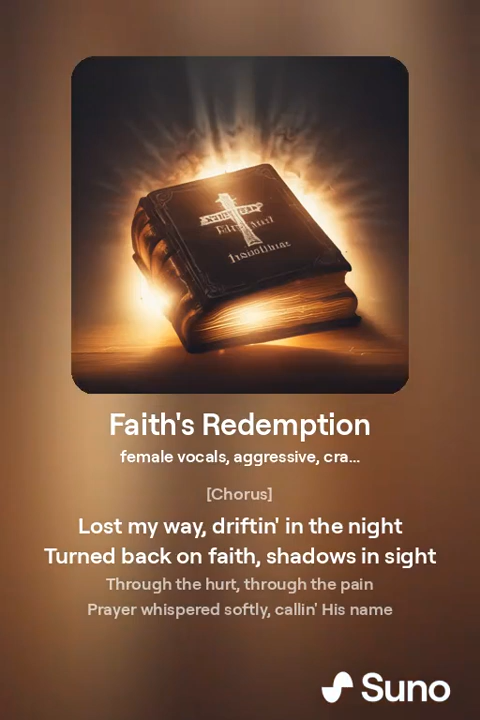 Faith's Redemption
female vocals, aggressive, cra...
[Chorus]
Lost my way, driftin' in the night
Turned back on faith, shadows in sight
Through the hurt, through the pain
Prayer whispered softly, callin' His name
Suno